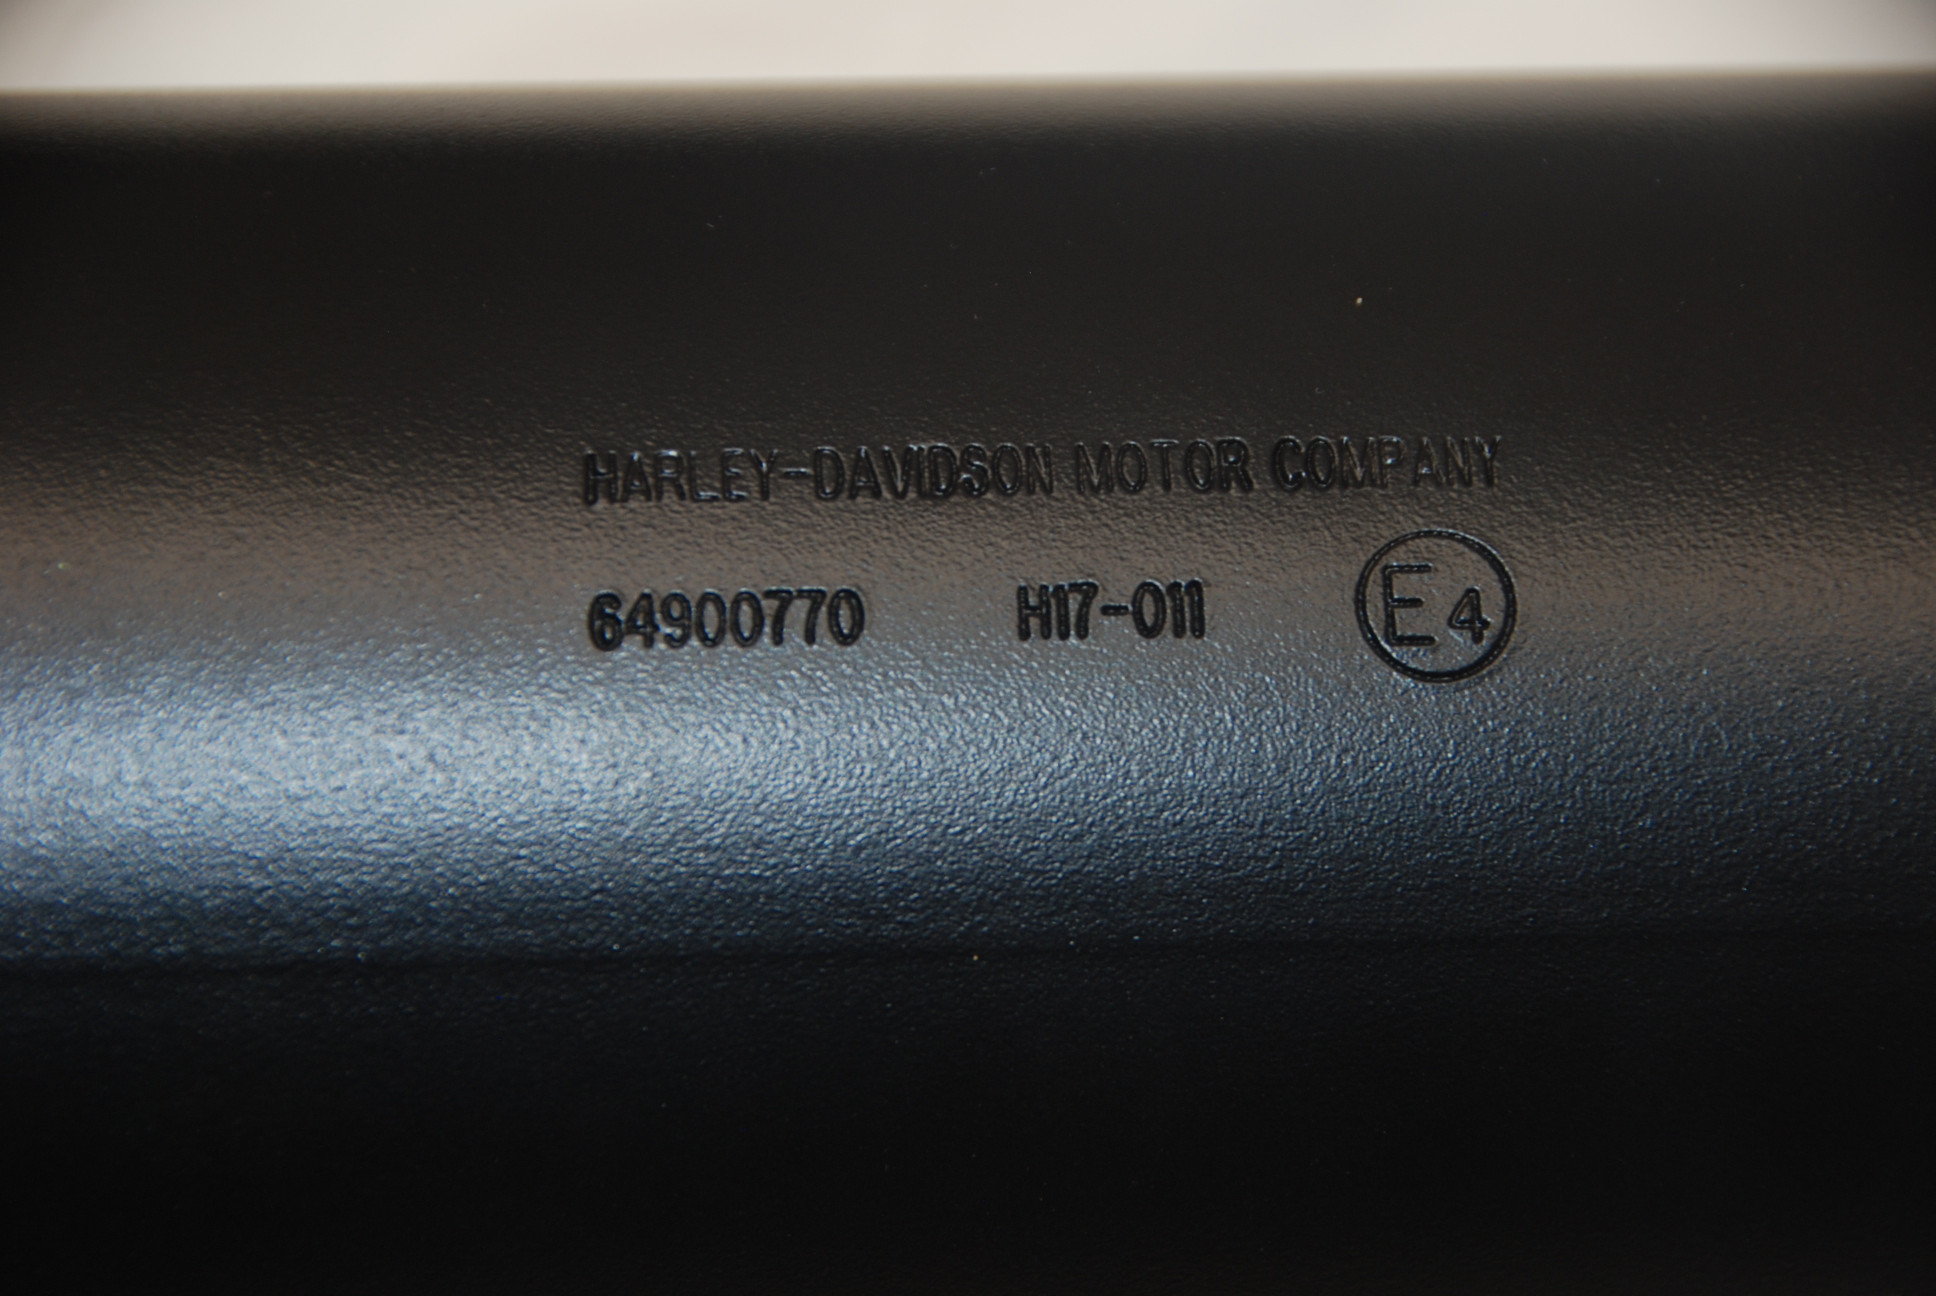 HARLEY-DAVIDSON MOTOR COMPANY
64900770 H17-011 E4